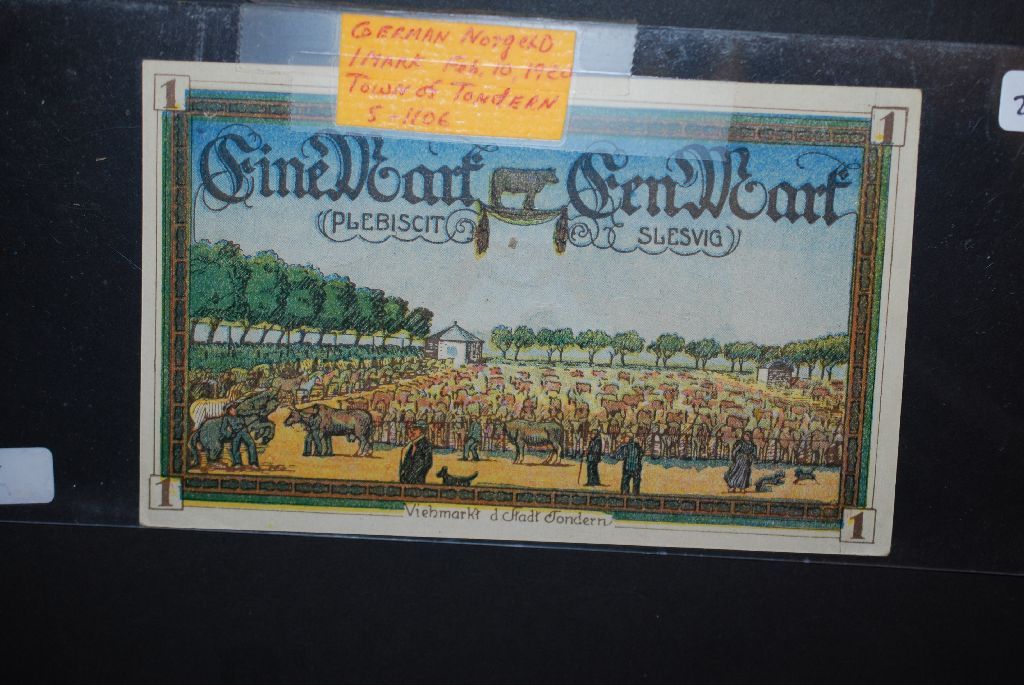 GERMAN NotgelD
1 MARK - Feb. 10, 1920
Town of TONDERN
S-1106
1
1
Eine Mark Een Mark
(PLEBISCIT SLESVIG)
1
1
Viehmarkt d. Stadt Tondern
2